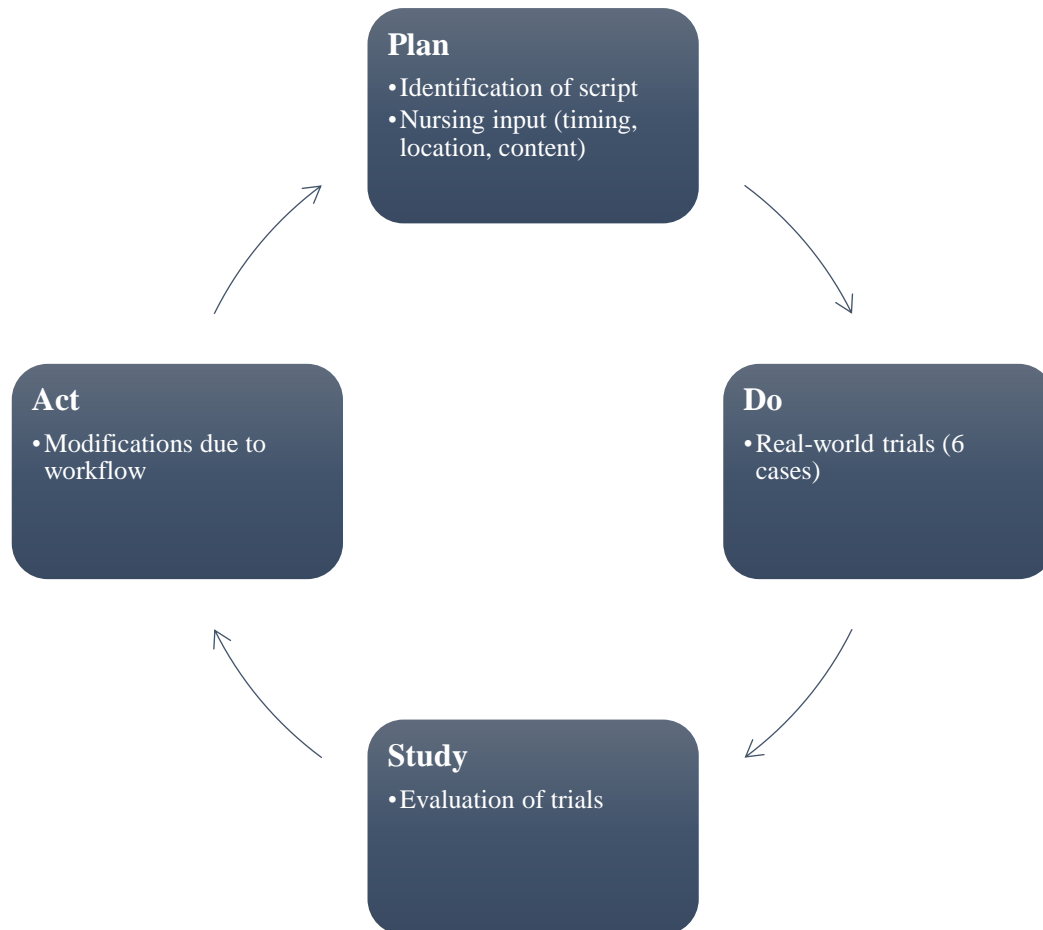 Plan
•Identification of script
•Nursing input (timing,
location, content)
Do
•Real-world trials (6
cases)
Study
•Evaluation of trials
Act
•Modifications due to
workflow